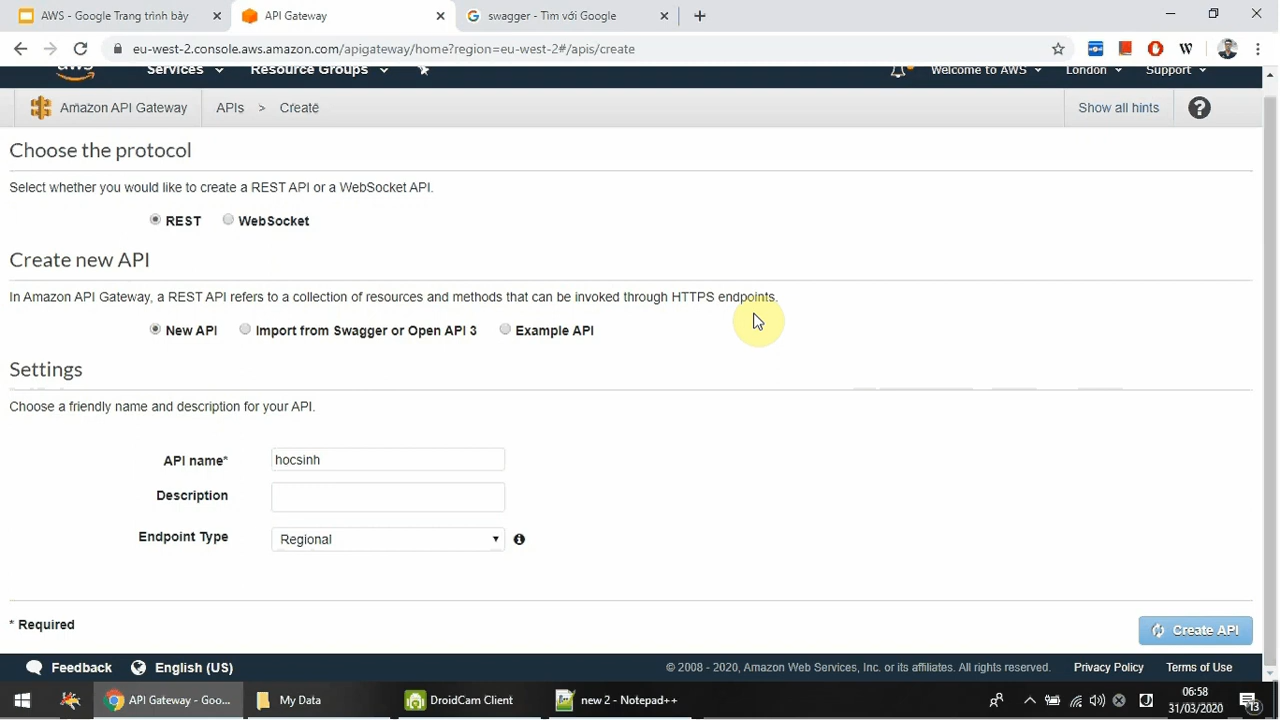 AWS - Google Trang trình bày
API Gateway
swagger - Tìm với Google
eu-west-2.console.aws.amazon.com/apigateway/home?region=eu-west-2#/apis/create
aws Services Resource Groups Welcome to AWS London Support
Amazon API Gateway APIs > Create Show all hints ?
Choose the protocol
Select whether you would like to create a REST API or a WebSocket API.
REST WebSocket
Create new API
In Amazon API Gateway, a REST API refers to a collection of resources and methods that can be invoked through HTTPS endpoints.
New API Import from Swagger or Open API 3 Example API
Settings
Choose a friendly name and description for your API.
API name* hocsinh
Description
Endpoint Type Regional
* Required
Create API
Feedback English (US) © 2008 - 2020, Amazon Web Services, Inc. or its affiliates. All rights reserved. Privacy Policy Terms of Use
API Gateway - Goo... My Data DroidCam Client new 2 - Notepad++
06:58
31/03/2020
13